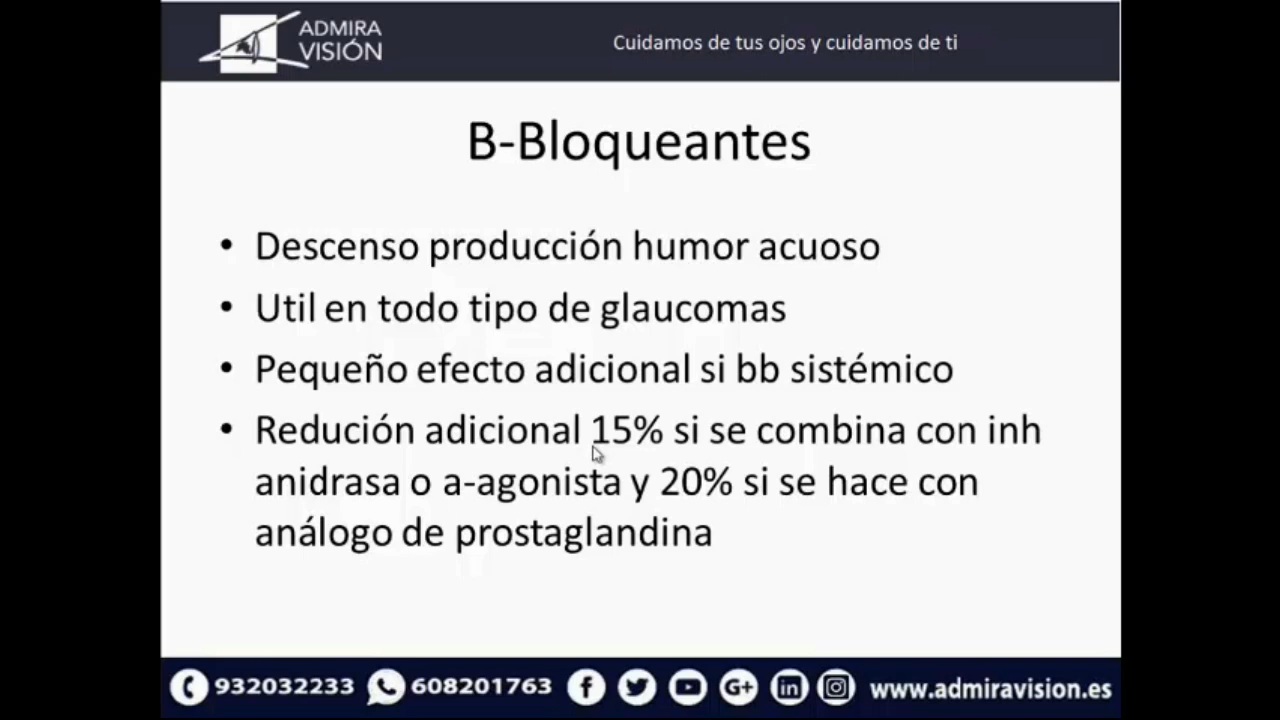 ADMIRA
VISIÓN
Cuidamos de tus ojos y cuidamos de ti
B-Bloqueantes
• Descenso producción humor acuoso
• Util en todo tipo de glaucomas
• Pequeño efecto adicional si bb sistémico
• Redución adicional 15% si se combina con inh
anidrasa o a-agonista y 20% si se hace con
análogo de prostaglandina
932032233 608201763 f G+ in www.admiravision.es